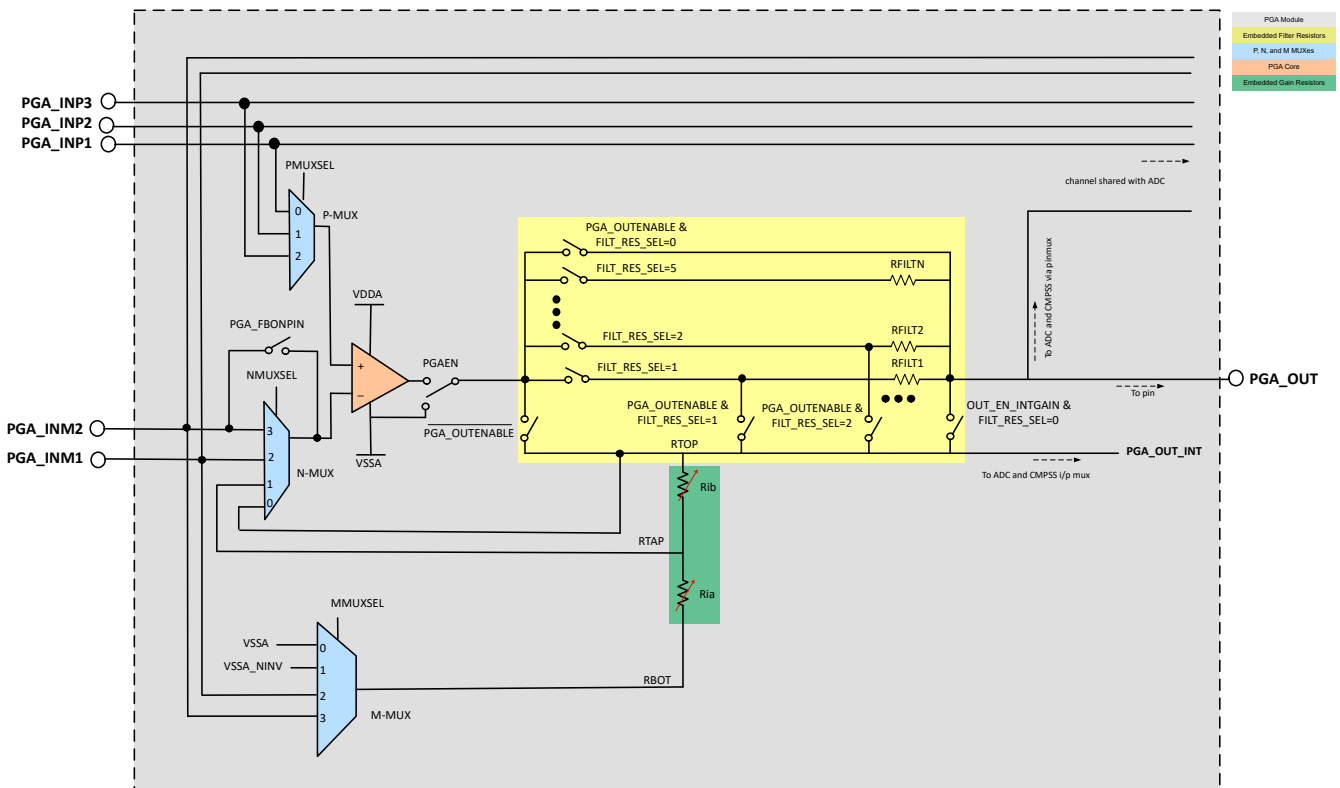 PGA Module
Embedded Filter Resistors
P, N, and M MUXes
PGA Core
Embedded Gain Resistors
PGA_INP3
PGA_INP2
PGA_INP1
channel shared with ADC
PMUXSEL
P-MUX
0
1
2
PGA_OUTENABLE &
FILT_RES_SEL=0
FILT_RES_SEL=5
RFILTN
FILT_RES_SEL=2
RFILT2
FILT_RES_SEL=1
RFILT1
To ADC and CMPSS via pinmux
VDDA
PGA_FBONPIN
PGAEN
+
–
NMUXSEL
PGA_OUT
To pin
PGA_OUTENABLE &
FILT_RES_SEL=1
PGA_OUTENABLE &
FILT_RES_SEL=2
OUT_EN_INTGAIN &
FILT_RES_SEL=0
PGA_INM2
PGA_INM1
3
2
1
0
N-MUX
PGA_OUTENABLE
VSSA
RTOP
PGA_OUT_INT
To ADC and CMPSS i/p mux
Rib
RTAP
Ria
MMUXSEL
VSSA
VSSA_NINV
0
1
2
3
RBOT
M-MUX